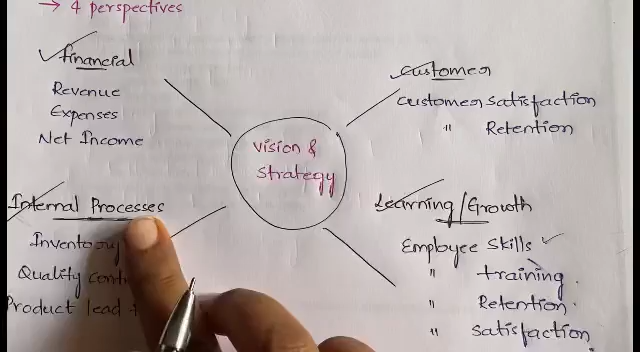 → 4 perspectives
Financial
Revenue
Expenses
Net Income
Customer
Customer satisfaction
" Retention
Vision &
strategy
Internal Processes
Inventory
Quality
Product lead
Learning/Growth
Employee Skills ✓
" training.
" Retention.
" satisfaction